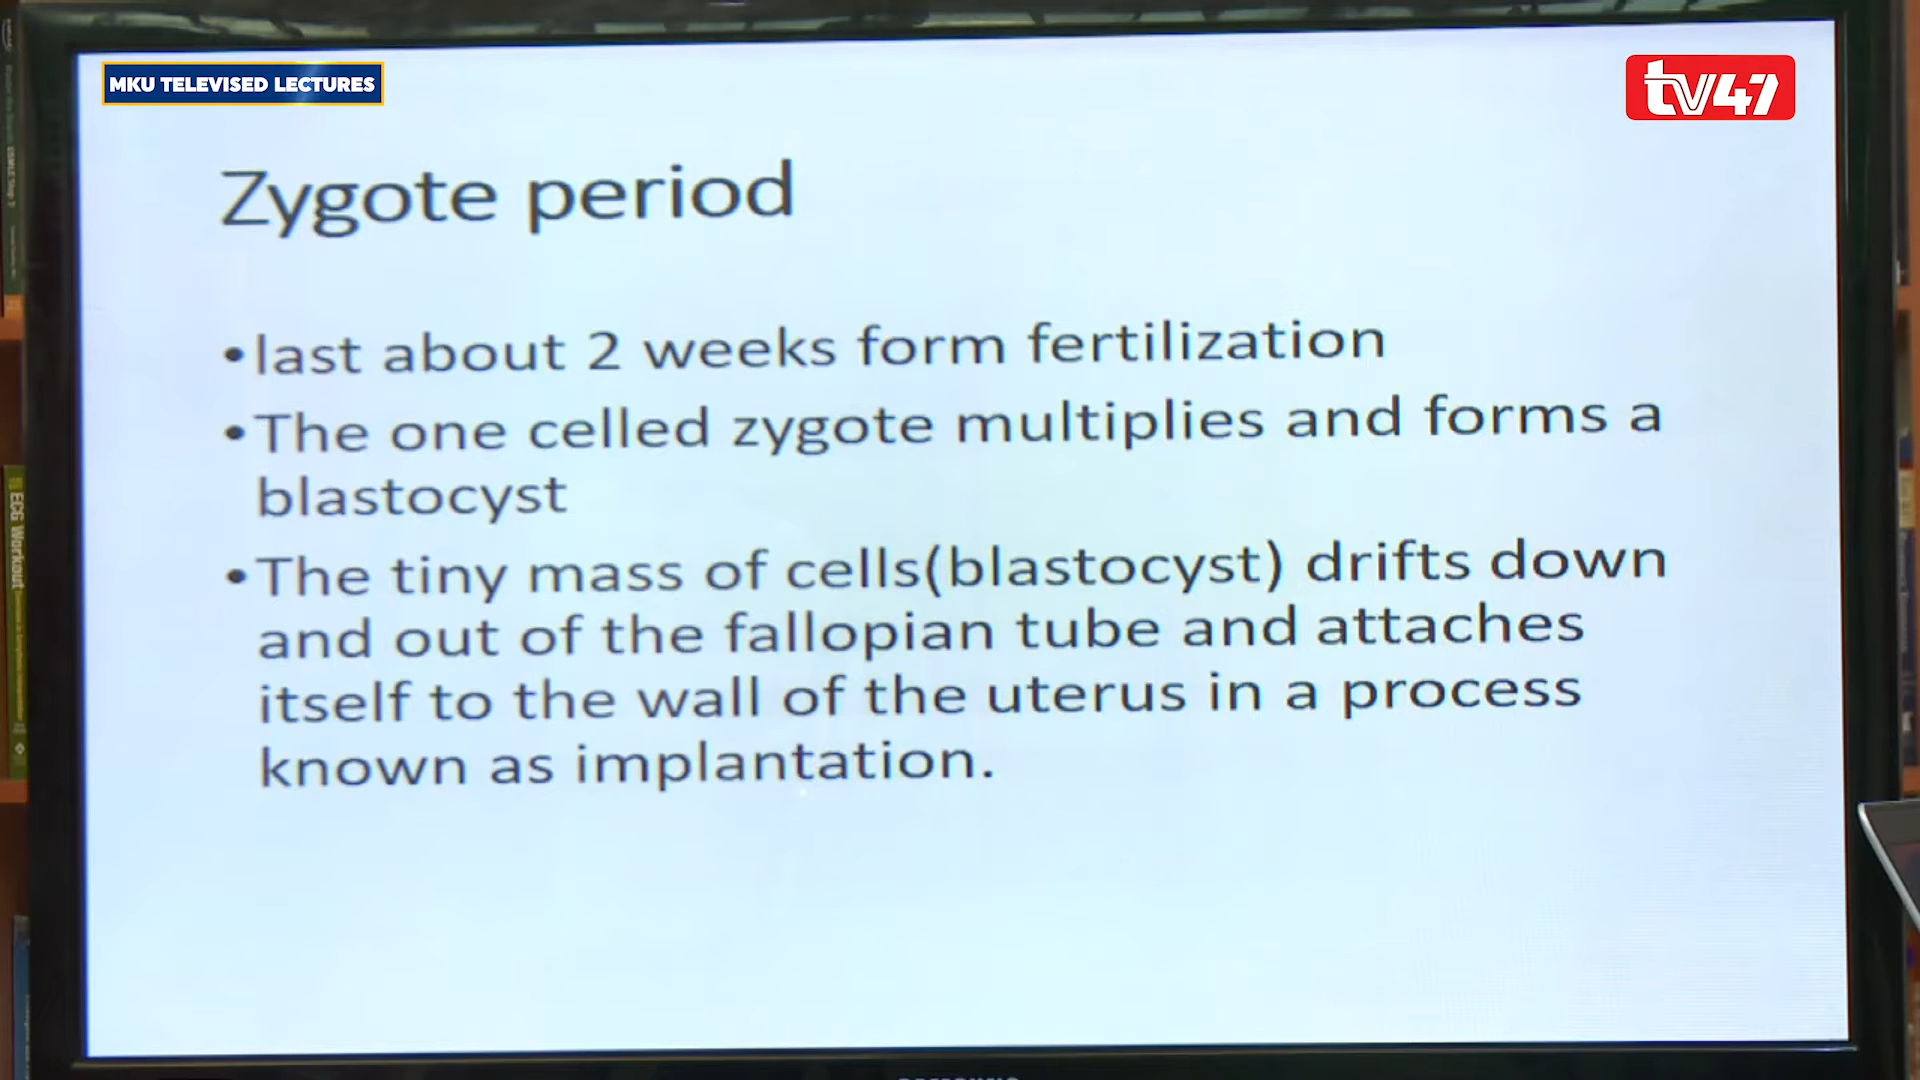 MKU TELEVISED LECTURES
tv47
Zygote period
•last about 2 weeks form fertilization
•The one celled zygote multiplies and forms a
blastocyst
•The tiny mass of cells(blastocyst) drifts down
and out of the fallopian tube and attaches
itself to the wall of the uterus in a process
known as implantation.
ECG Workout